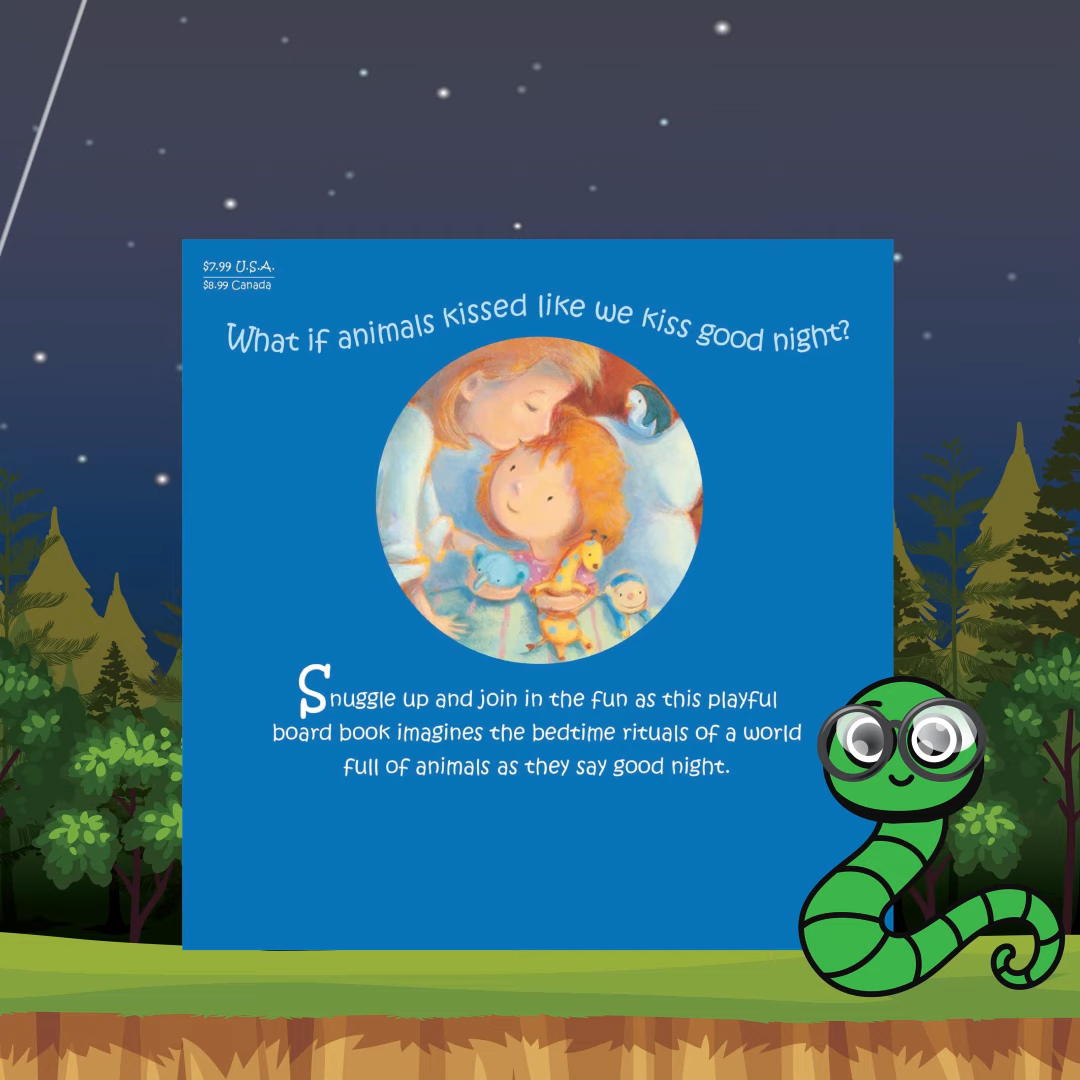 $7.99 U.S.A.
$8.99 Canada
What if animals kissed like we kiss good night?
Snuggle up and join in the fun as this playful
board book imagines the bedtime rituals of a world
full of animals as they say good night.